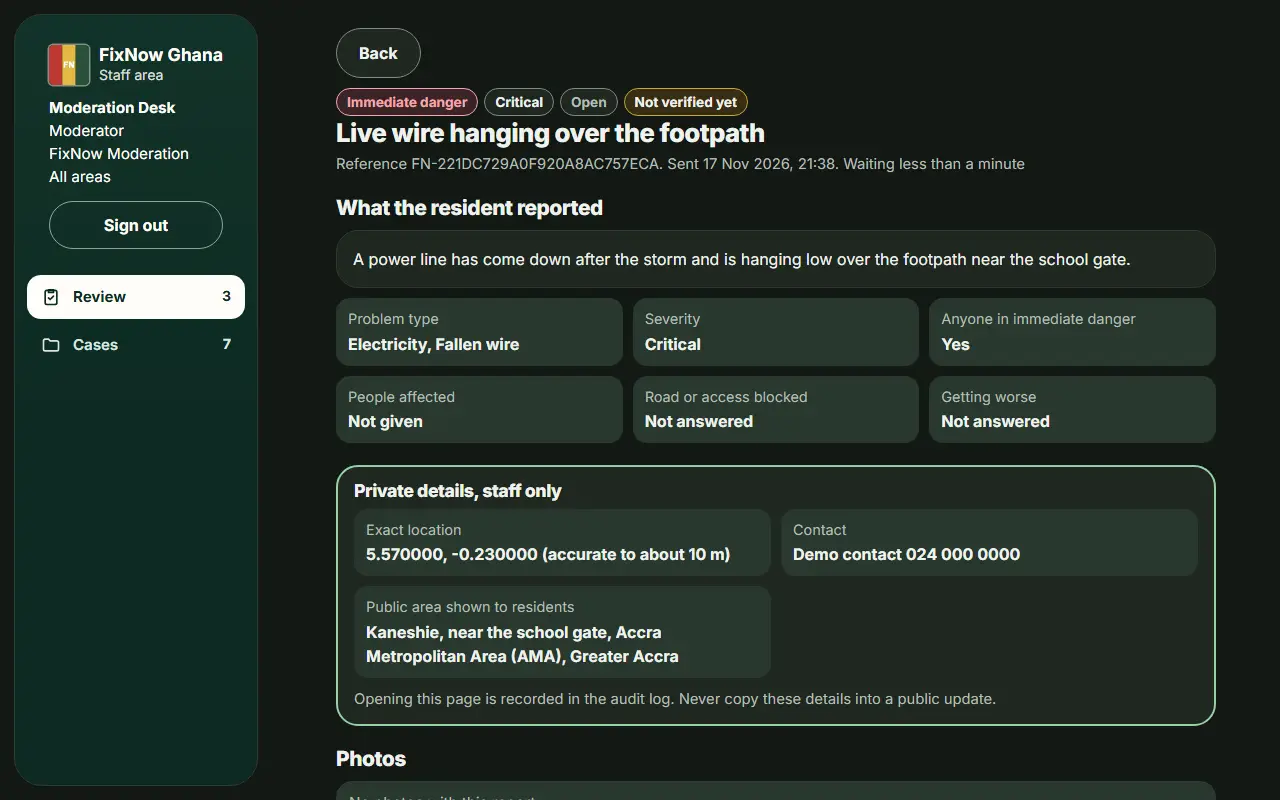 FN
FixNow Ghana
Staff area
Moderation Desk
Moderator
FixNow Moderation
All areas
Sign out
Review 3
Cases 7
Back
Immediate danger Critical Open Not verified yet
Live wire hanging over the footpath
Reference FN-221DC729A0F920A8AC757ECA. Sent 17 Nov 2026, 21:38. Waiting less than a minute
What the resident reported
A power line has come down after the storm and is hanging low over the footpath near the school gate.
Problem type
Electricity, Fallen wire
Severity
Critical
Anyone in immediate danger
Yes
People affected
Not given
Road or access blocked
Not answered
Getting worse
Not answered
Private details, staff only
Exact location
5.570000, -0.230000 (accurate to about 10 m)
Contact
Demo contact 024 000 0000
Public area shown to residents
Kaneshie, near the school gate, Accra
Metropolitan Area (AMA), Greater Accra
Opening this page is recorded in the audit log. Never copy these details into a public update.
Photos